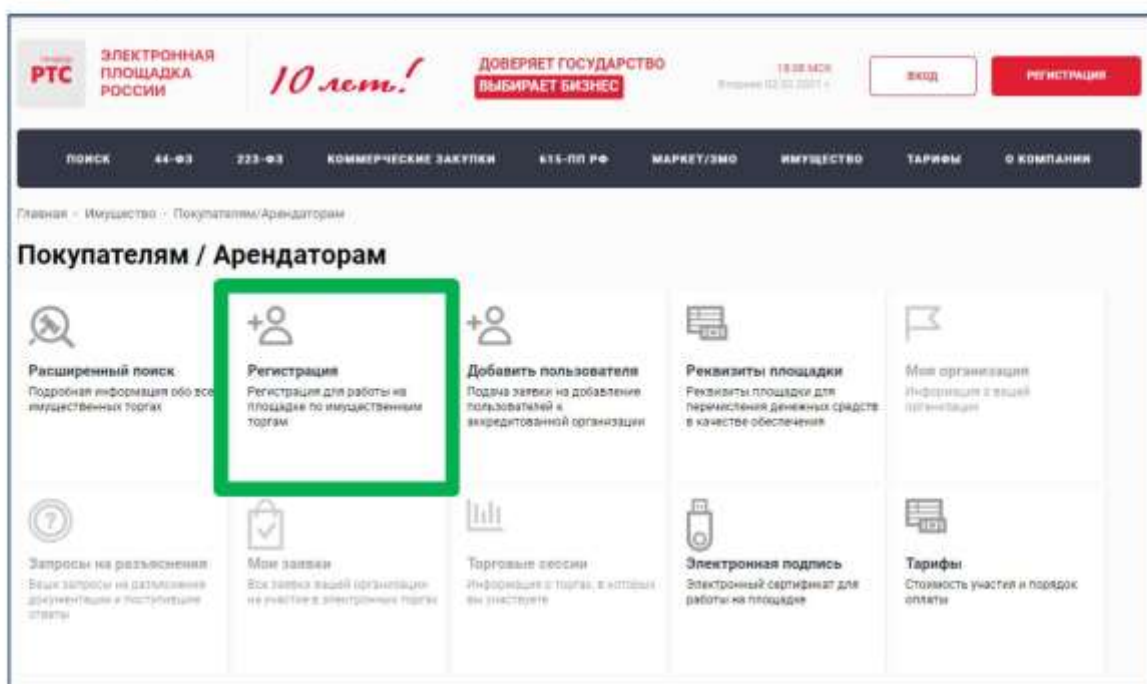 РТС
ЭЛЕКТРОННАЯ
ПЛОЩАДКА
РОССИИ
10 лет!
ДОВЕРЯЕТ ГОСУДАРСТВО
ВЫБИРАЕТ БИЗНЕС
ВХОД
РЕГИСТРАЦИЯ
ПОИСК 44-ФЗ 223-ФЗ КОММЕРЧЕСКИЕ ЗАКУПКИ 615-ПП РФ МАРКЕТ/ЗМО ИМУЩЕСТВО ТАРИФЫ О КОМПАНИИ
Главная - Имущество - Покупателям/Арендаторам
Покупателям / Арендаторам
Расширенный поиск
Подробная информация обо все
имущественных торгах
Регистрация
Регистрация для работы на
площадке по имущественным
торгам
Добавить пользователя
Подача заявки на добавление
пользователей к
аккредитованной организации
Реквизиты площадки
Реквизиты площадки для
перечисления денежных средств
в качестве обеспечения
Моя организация
Информация о вашей
организации
Запросы на разъяснения
Ваши запросы на разъяснения
документации и поступившие
ответы
Мои заявки
Все заявки вашей организации
на участие в электронных торгах
Торговые сессии
Информация о торгах, в которых
вы участвуете
Электронная подпись
Электронный сертификат для
работы на площадке
Тарифы
Стоимость участия и порядок
оплаты